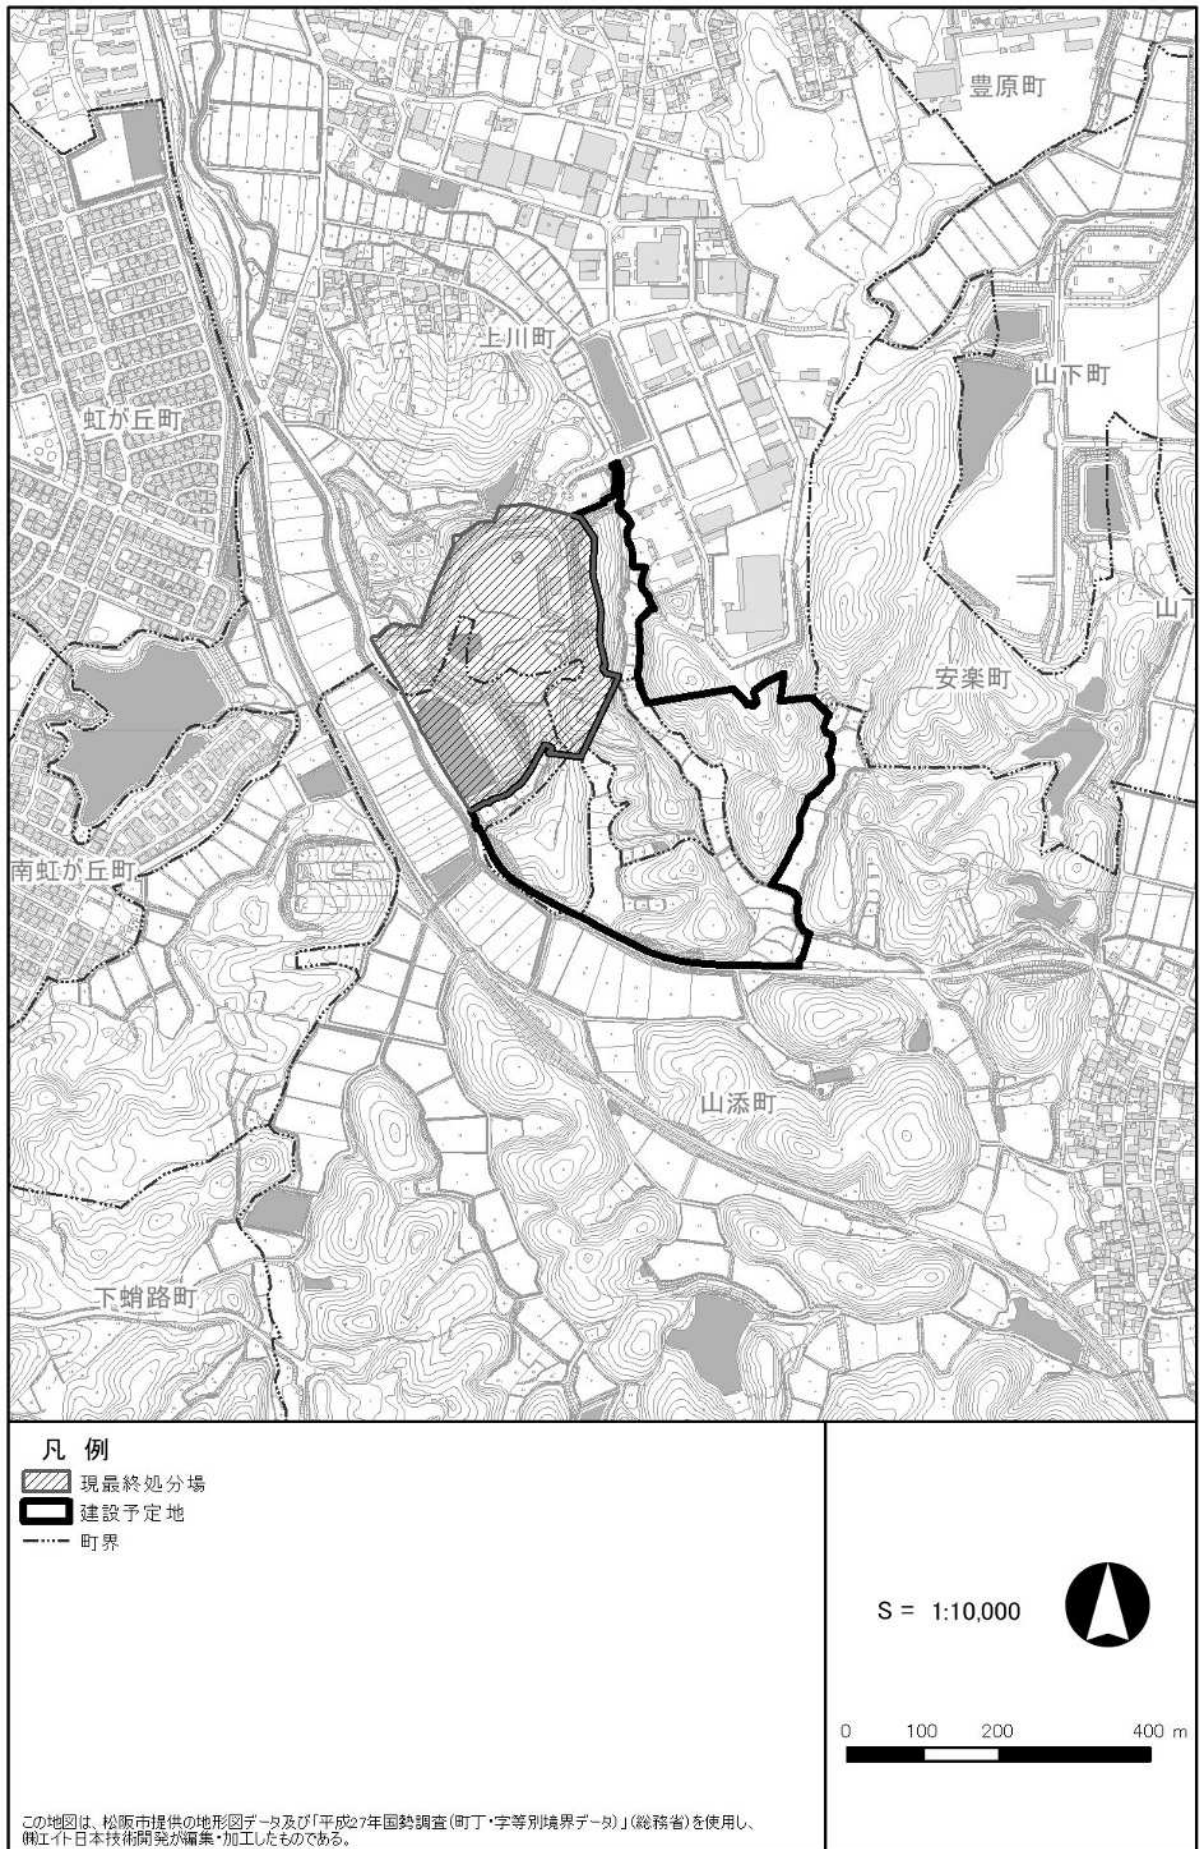 豊原町
上川町
山下町
虹が丘町
山下
安楽町
南虹が丘町
山添町
下蛸路町
凡 例
現最終処分場
建設予定地
町界
S = 1:10,000
0 100 200 400 m
この地図は、松阪市提供の地形図データ及び「平成27年国勢調査(町丁・字等別境界データ)」(総務省)を使用し、
㈱エイト日本技術開発が編集・加工したものである。